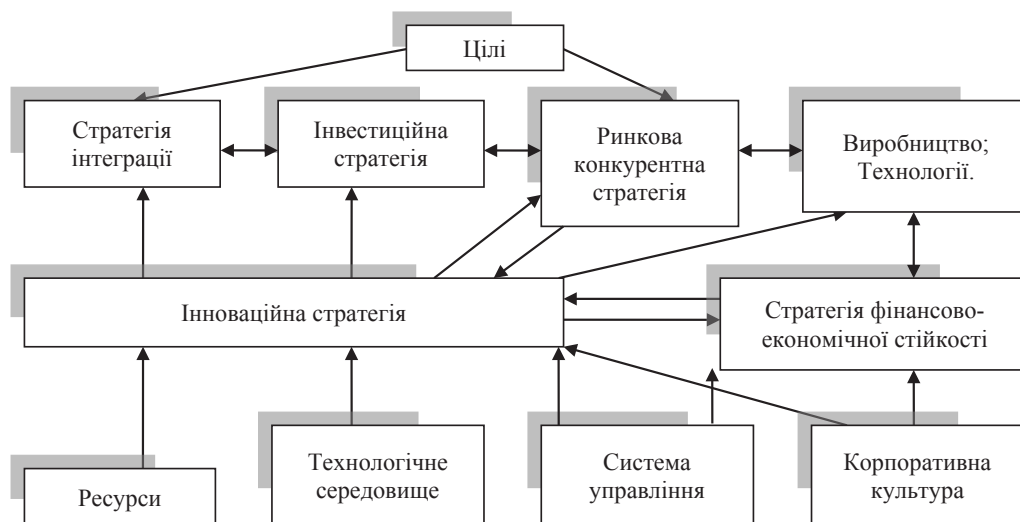 Цілі
Стратегія
інтеграції
Інвестиційна
стратегія
Ринкова
конкурентна
стратегія
Виробництво;
Технології.
Інноваційна стратегія
Стратегія фінансово-
економічної стійкості
Ресурси
Технологічне
середовище
Система
управління
Корпоративна
культура